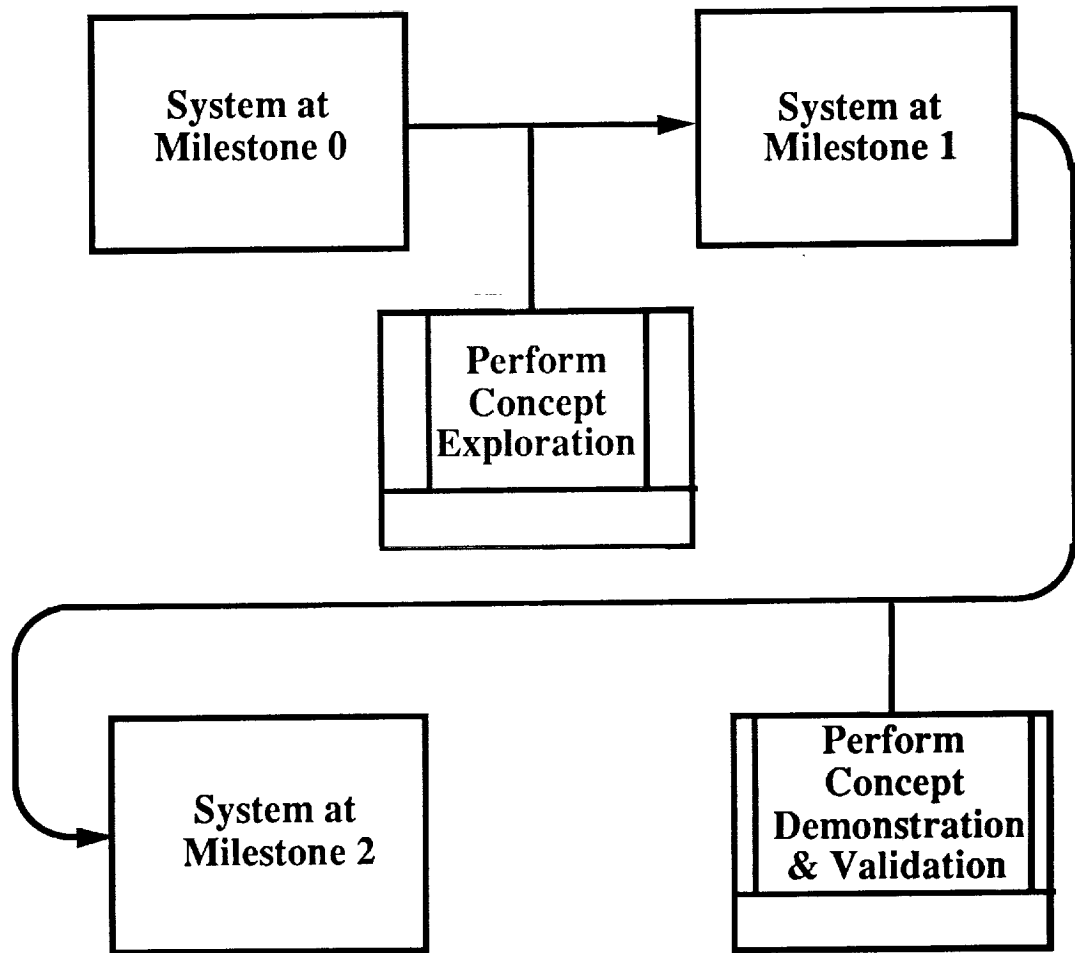 System at
Milestone 0
System at
Milestone 1
Perform
Concept
Exploration
System at
Milestone 2
Perform
Concept
Demonstration
& Validation